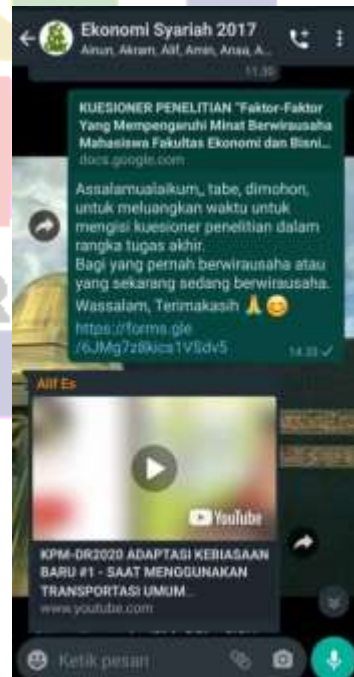 Ekonomi Syariah 2017
Ainun, Akram, Alif, Amin, Anaa, A...
11.30
KUESIONER PENELITIAN "Faktor-Faktor
Yang Mempengaruhi Minat Berwirausaha
Mahasiswa Fakultas Ekonomi dan Bisni...
docs.google.com
Assalamualaikum,, tabe, dimohon,
untuk meluangkan waktu untuk
mengisi kuesioner penelitian dalam
rangka tugas akhir.
Bagi yang pernah berwirausaha atau
yang sekarang sedang berwirausaha.
Wassalam, Terimakasih 🙏😊
https://forms.gle
14.33
Alif Es
YouTube
KPM-DR2020 ADAPTASI KEBIASAAN
BARU #1 - SAAT MENGGUNAKAN
TRANSPORTASI UMUM...
www.youtube.com
Ketik pesan